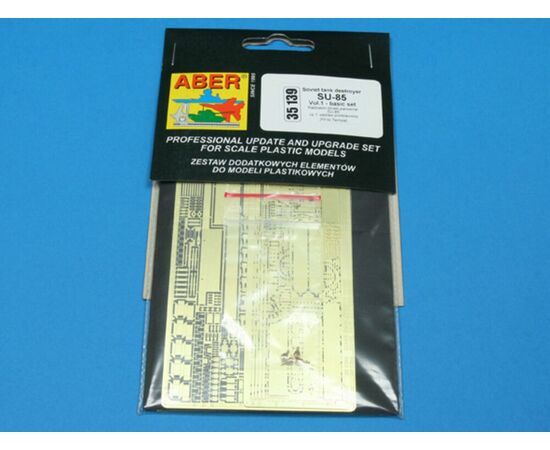 ABER®
SINCE 1995
35 139
Soviet tank destroyer
SU-85
Vol.1 - basic set
PROFESSIONAL UPDATE AND UPGRADE SET
FOR SCALE PLASTIC MODELS
ZESTAW DODATKOWYCH ELEMENTÓW
DO MODELI PLASTIKOWYCH